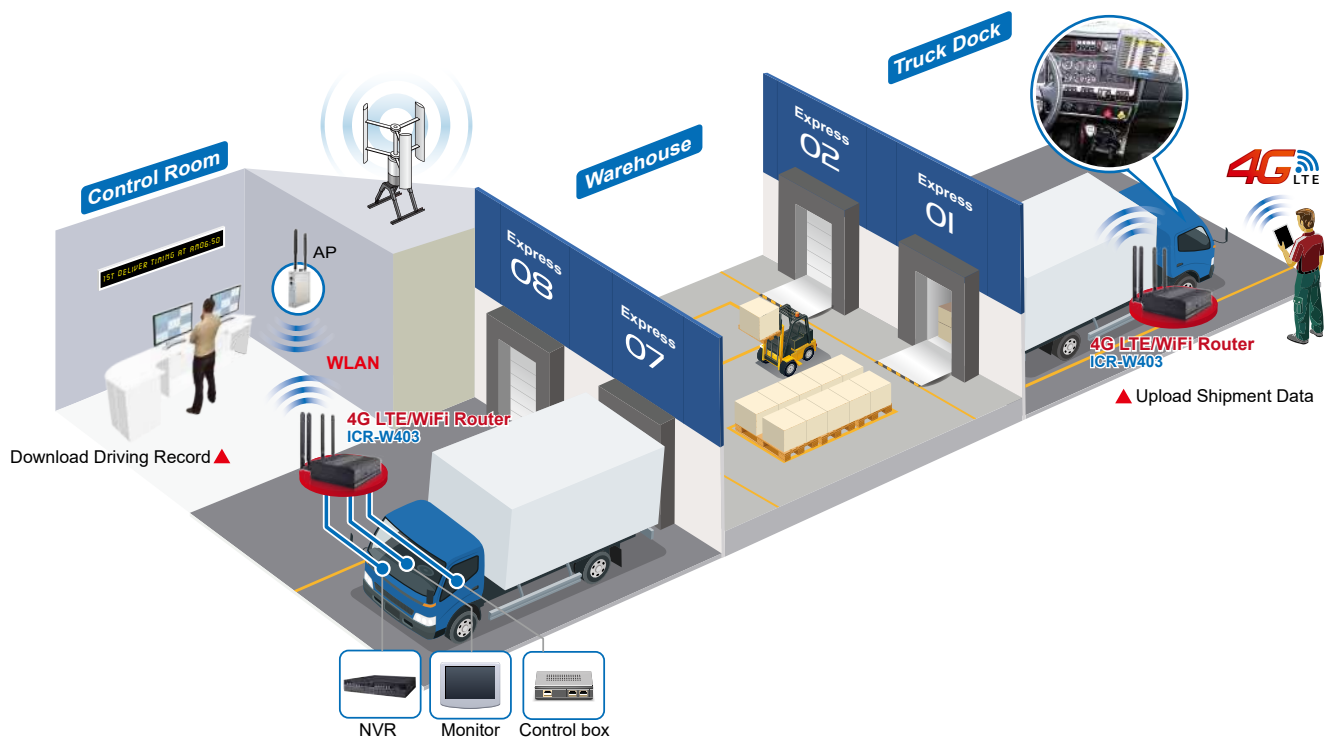 Truck Dock
Control Room
Warehouse
Express
02
Express
01
4G
LTE
AP
1ST DELIVER TIMING AT AM06:50
Express
08
Express
07
WLAN
4G LTE/WiFi Router
ICR-W403
4G LTE/WiFi Router
ICR-W403
▲ Upload Shipment Data
Download Driving Record ▲
NVR
Monitor
Control box